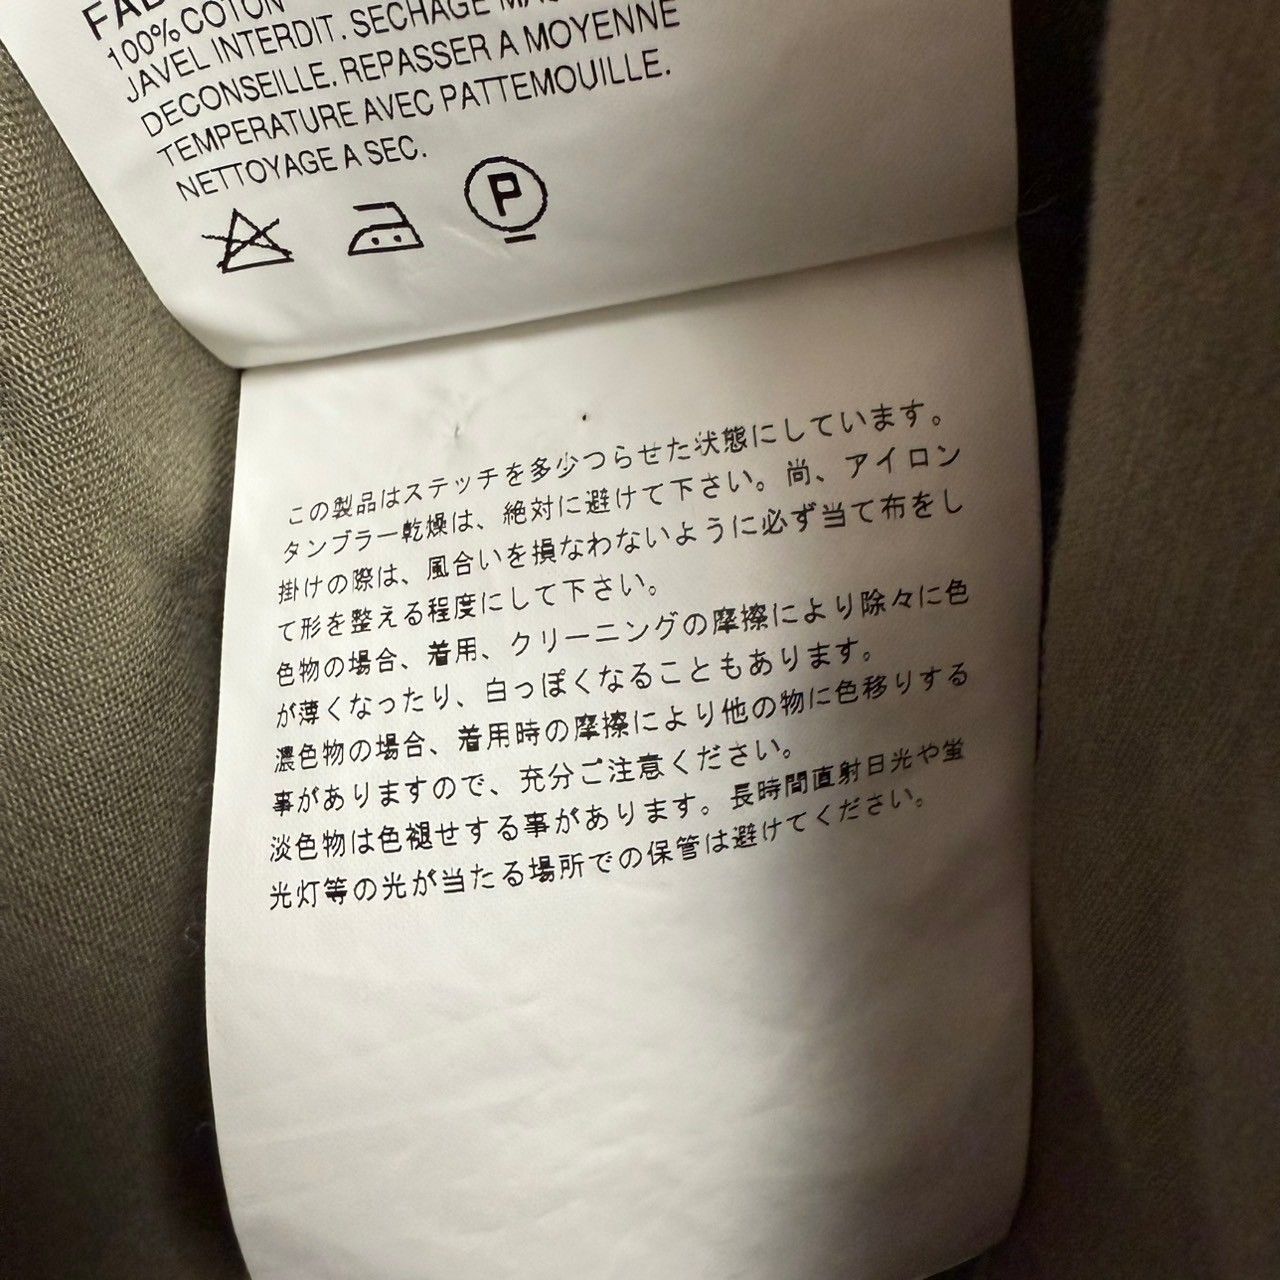 FAB
100% COTON
JAVEL INTERDIT. SECHAGE
DECONSEILLE. REPASSER A MOYENNE
TEMPERATURE AVEC PATTEMOUILLE.
NETTOYAGE A SEC.
P
この製品はステッチを多少つらせた状態にしています。
タンブラー乾燥は、絶対に避けて下さい。尚、アイロン
掛けの際は、風合いを損なわないように必ず当て布をし
て形を整える程度にして下さい。
色物の場合、着用、クリーニングの摩擦により除々に色
が薄くなったり、白っぽくなることもあります。
濃色物の場合、着用時の摩擦により他の物に色移りする
事がありますので、充分ご注意ください。
淡色物は色褪せする事があります。長時間直射日光や蛍
光灯等の光が当たる場所での保管は避けてください。